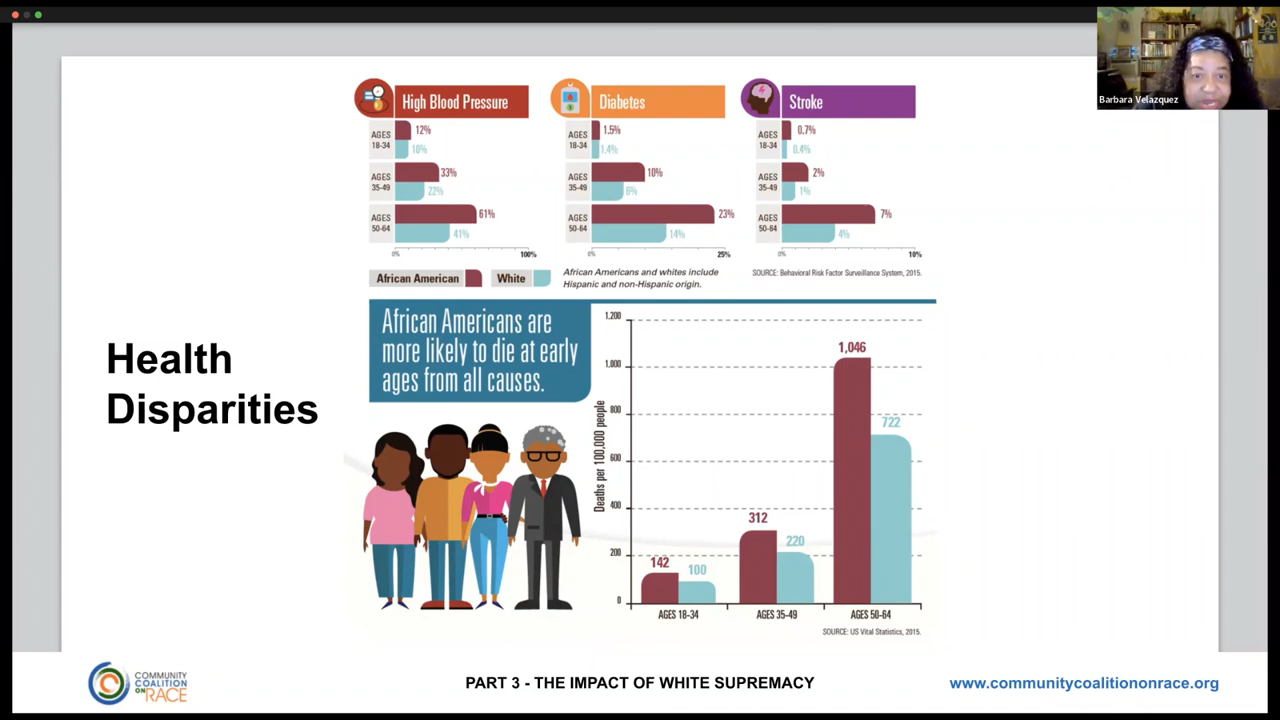 Barbara Velazquez
High Blood Pressure
AGES
18-34
12%
10%
AGES
35-49
33%
22%
AGES
50-64
61%
41%
0%
100%
Diabetes
AGES
18-34
1.5%
1.4%
AGES
35-49
10%
6%
AGES
50-64
23%
14%
0%
25%
Stroke
AGES
18-34
0.7%
0.4%
AGES
35-49
2%
1%
AGES
50-64
7%
4%
0%
10%
African American
White
African Americans and whites include
Hispanic and non-Hispanic origin.
SOURCE: Behavioral Risk Factor Surveillance System, 2015.
Health
Disparities
African Americans are
more likely to die at early
ages from all causes.
Deaths per 100,000 people
1,200
1,000
800
600
400
200
0
142
100
312
220
1,046
722
AGES 18-34
AGES 35-49
AGES 50-64
SOURCE: US Vital Statistics, 2015.
COMMUNITY
COALITION
ON RACE
PART 3 - THE IMPACT OF WHITE SUPREMACY
www.communitycoalitiononrace.org